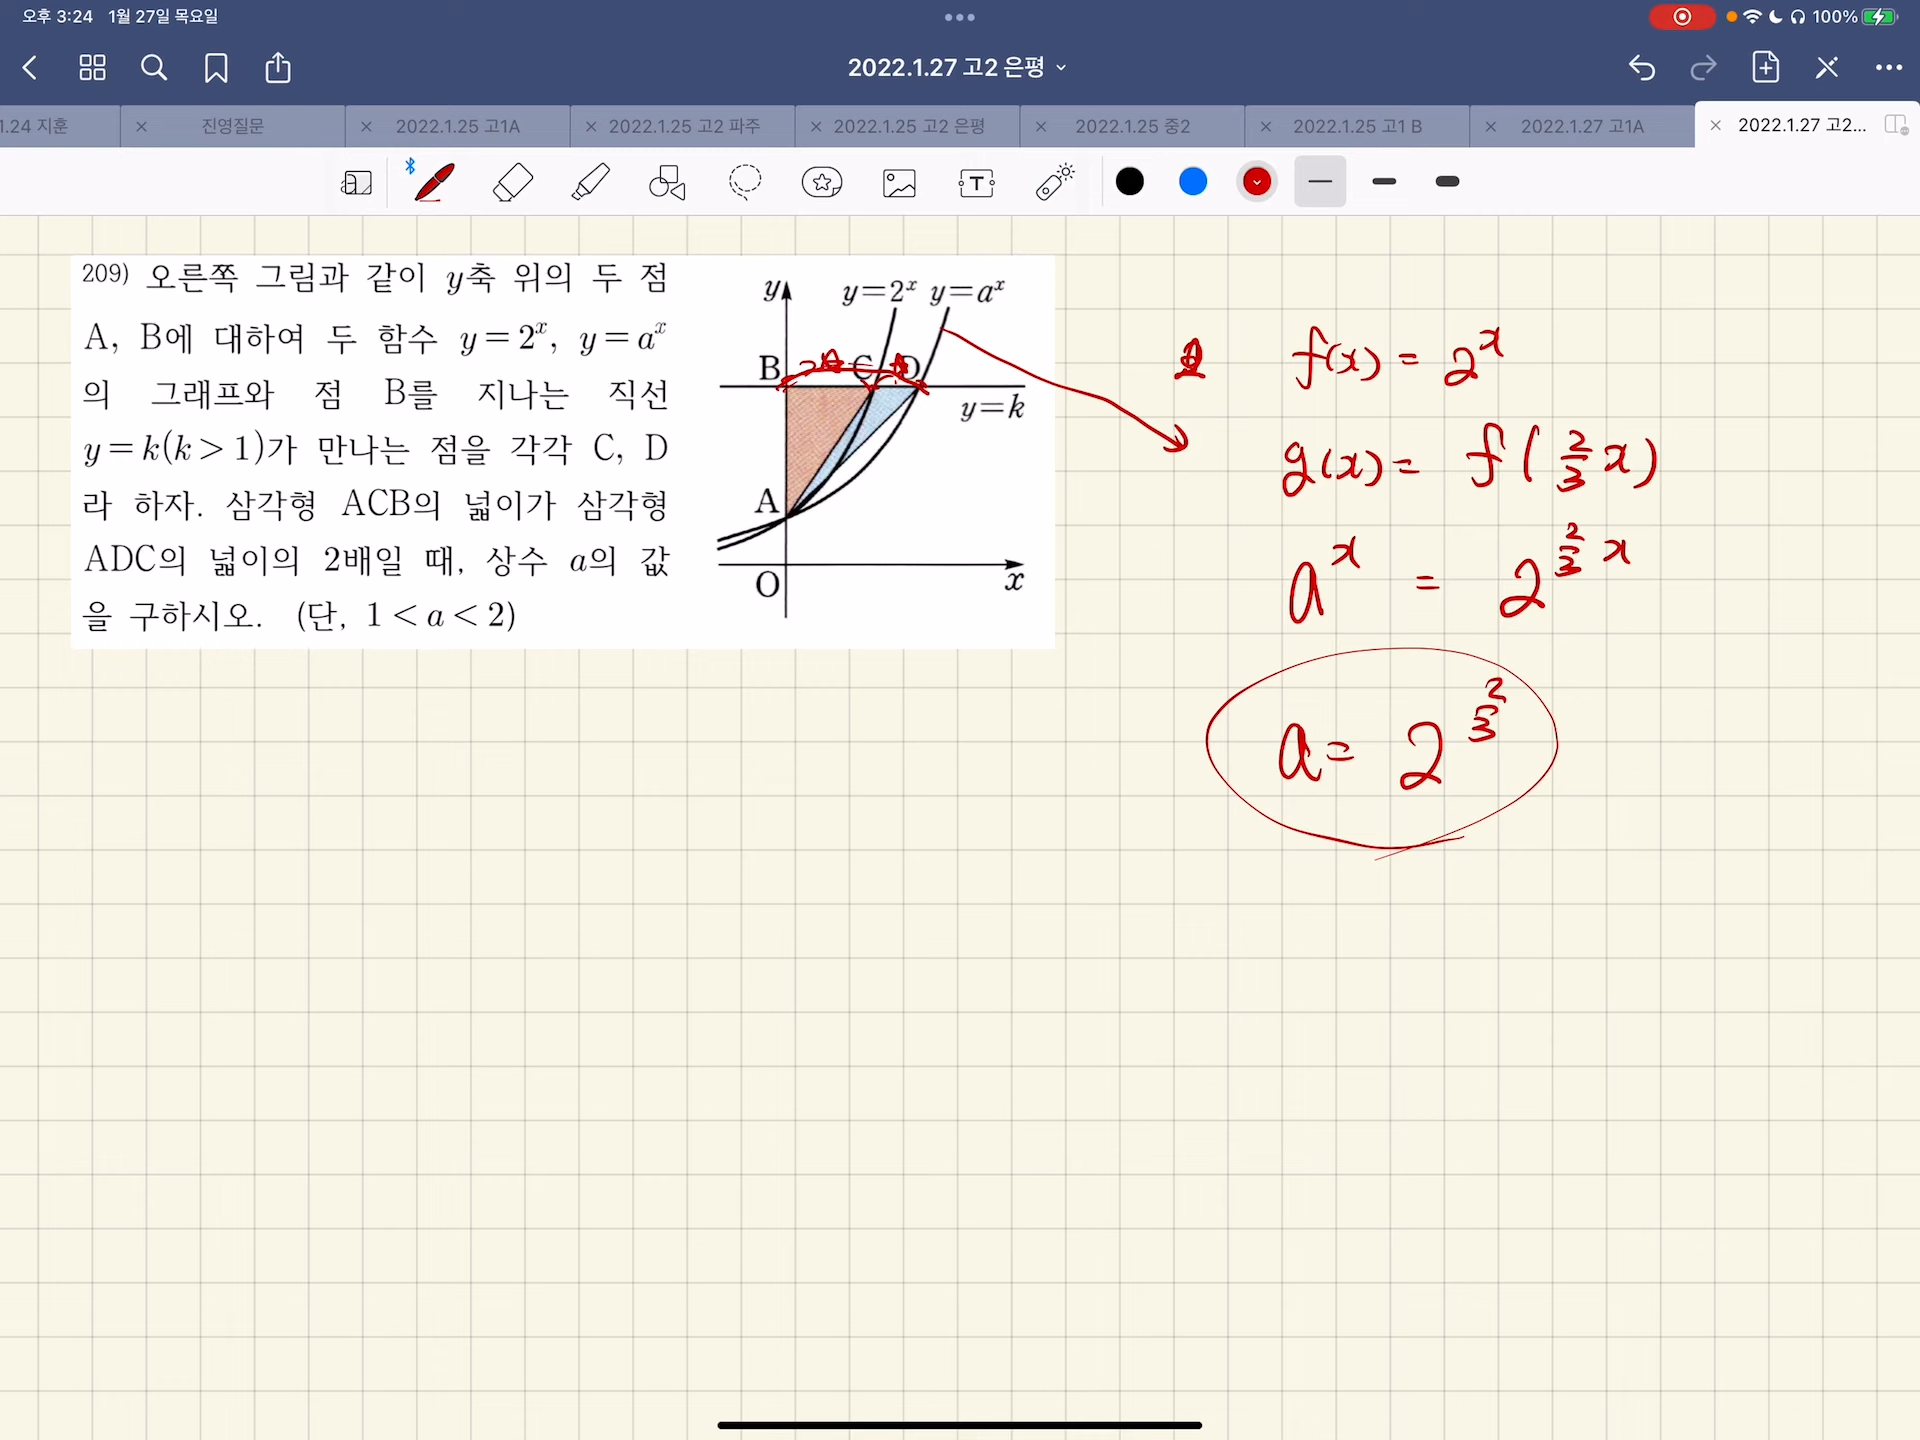 오후 3:24 1월 27일 목요일
100%
2022.1.27 고2 은평
1.24 지훈
진영질문
2022.1.25 고1A
2022.1.25 고2 파주
2022.1.25 고2 은평
2022.1.25 중2
2022.1.25 고1 B
2022.1.27 고1A
2022.1.27 고2...
209) 오른쪽 그림과 같이 y축 위의 두 점
A, B에 대하여 두 함수 y=2^x, y=a^x
의 그래프와 점 B를 지나는 직선
y=k(k>1)가 만나는 점을 각각 C, D
라 하자. 삼각형 ACB의 넓이가 삼각형
ADC의 넓이의 2배일 때, 상수 a의 값
을 구하시오. (단, 1<a<2)
y y=2^x y=a^x
B C D
y=k
A
O x
f(x) = 2^x
g(x) = f(2/3 x)
a^x = 2^(2/3 x)
a = 2^(2/3)